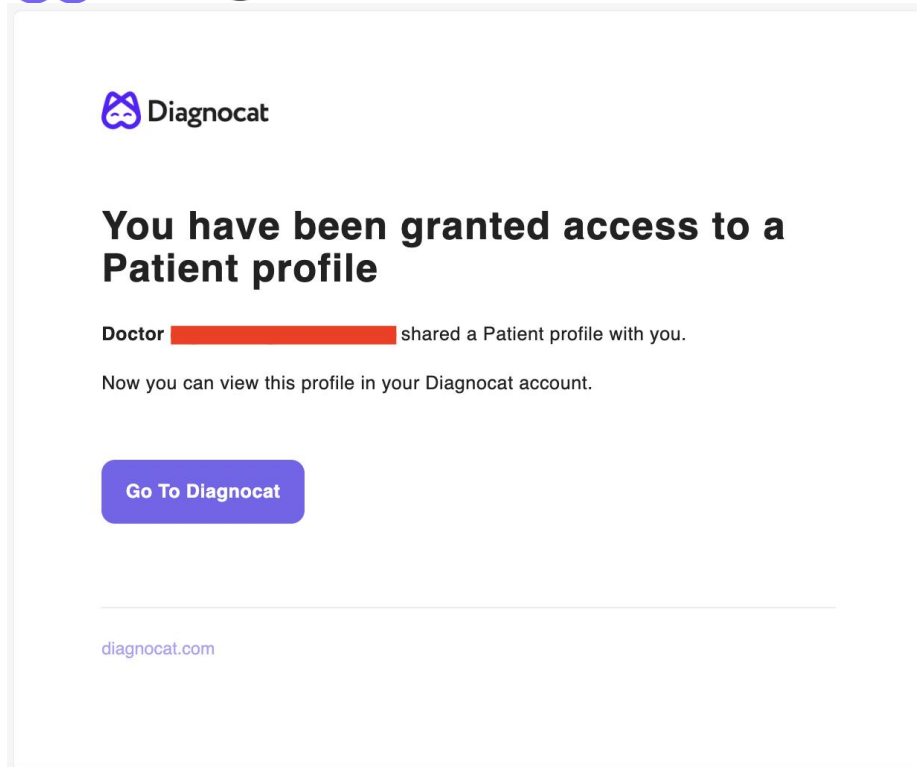 Diagnocat
You have been granted access to a
Patient profile
Doctor shared a Patient profile with you.
Now you can view this profile in your Diagnocat account.
Go To Diagnocat
diagnocat.com